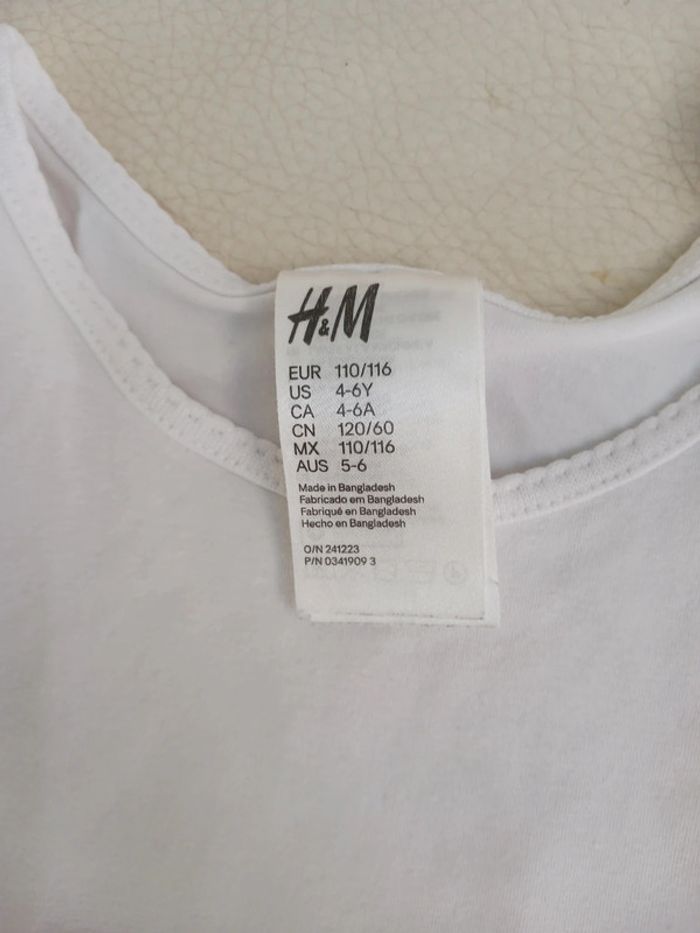 H&M
EUR 110/116
US 4-6Y
CA 4-6A
CN 120/60
MX 110/116
AUS 5-6
Made in Bangladesh
Fabricado em Bangladesh
Fabriqué en Bangladesh
Hecho en Bangladesh
O/N 241223
P/N 0341909 3